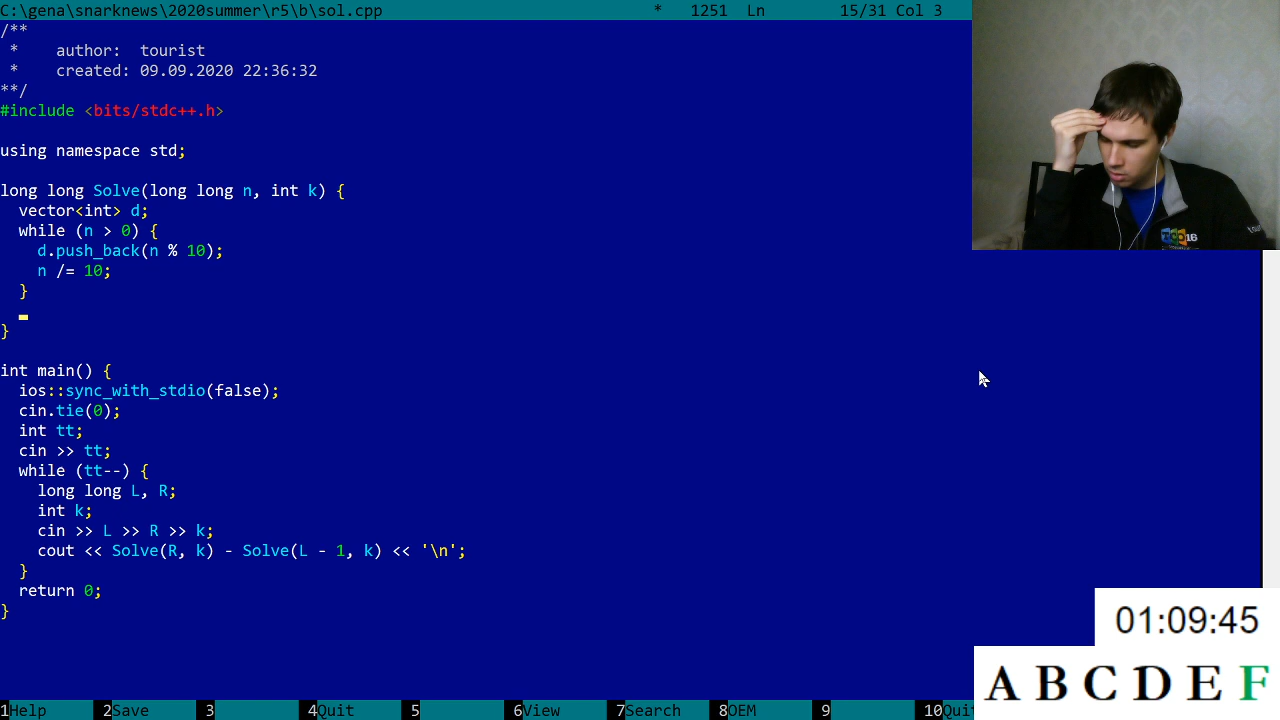 C:\gena\snarknews\2020summer\r5\b\sol.cpp * 1251 Ln 15/31 Col 3
/**
 *    author:  tourist
 *    created: 09.09.2020 22:36:32
**/
#include <bits/stdc++.h>
using namespace std;
long long Solve(long long n, int k) {
  vector<int> d;
  while (n > 0) {
    d.push_back(n % 10);
    n /= 10;
  }
}
int main() {
  ios::sync_with_stdio(false);
  cin.tie(0);
  int tt;
  cin >> tt;
  while (tt--) {
    long long L, R;
    int k;
    cin >> L >> R >> k;
    cout << Solve(R, k) - Solve(L - 1, k) << '\n';
  }
  return 0;
}
01:09:45
A B C D E F
1Help 2Save 3 4Quit 5 6View 7Search 8OEM 9 10Quit